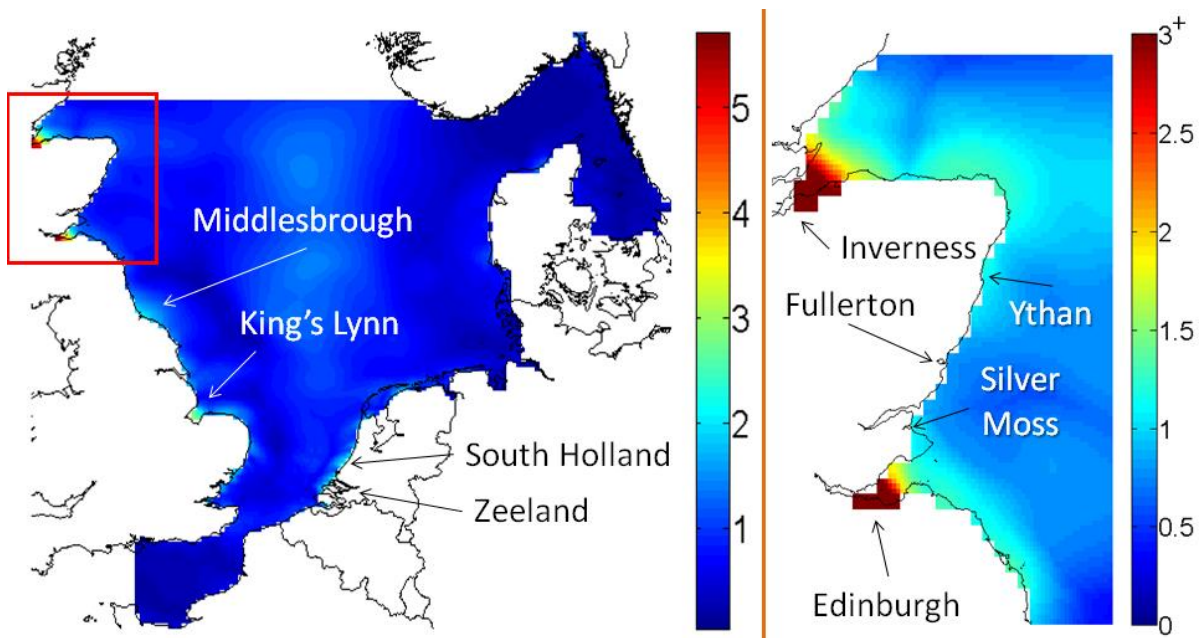 Middlesbrough
King's Lynn
South Holland
Zeeland
5
4
3
2
1
Inverness
Fullerton
Ythan
Silver
Moss
Edinburgh
3+
2.5
2
1.5
1
0.5
0